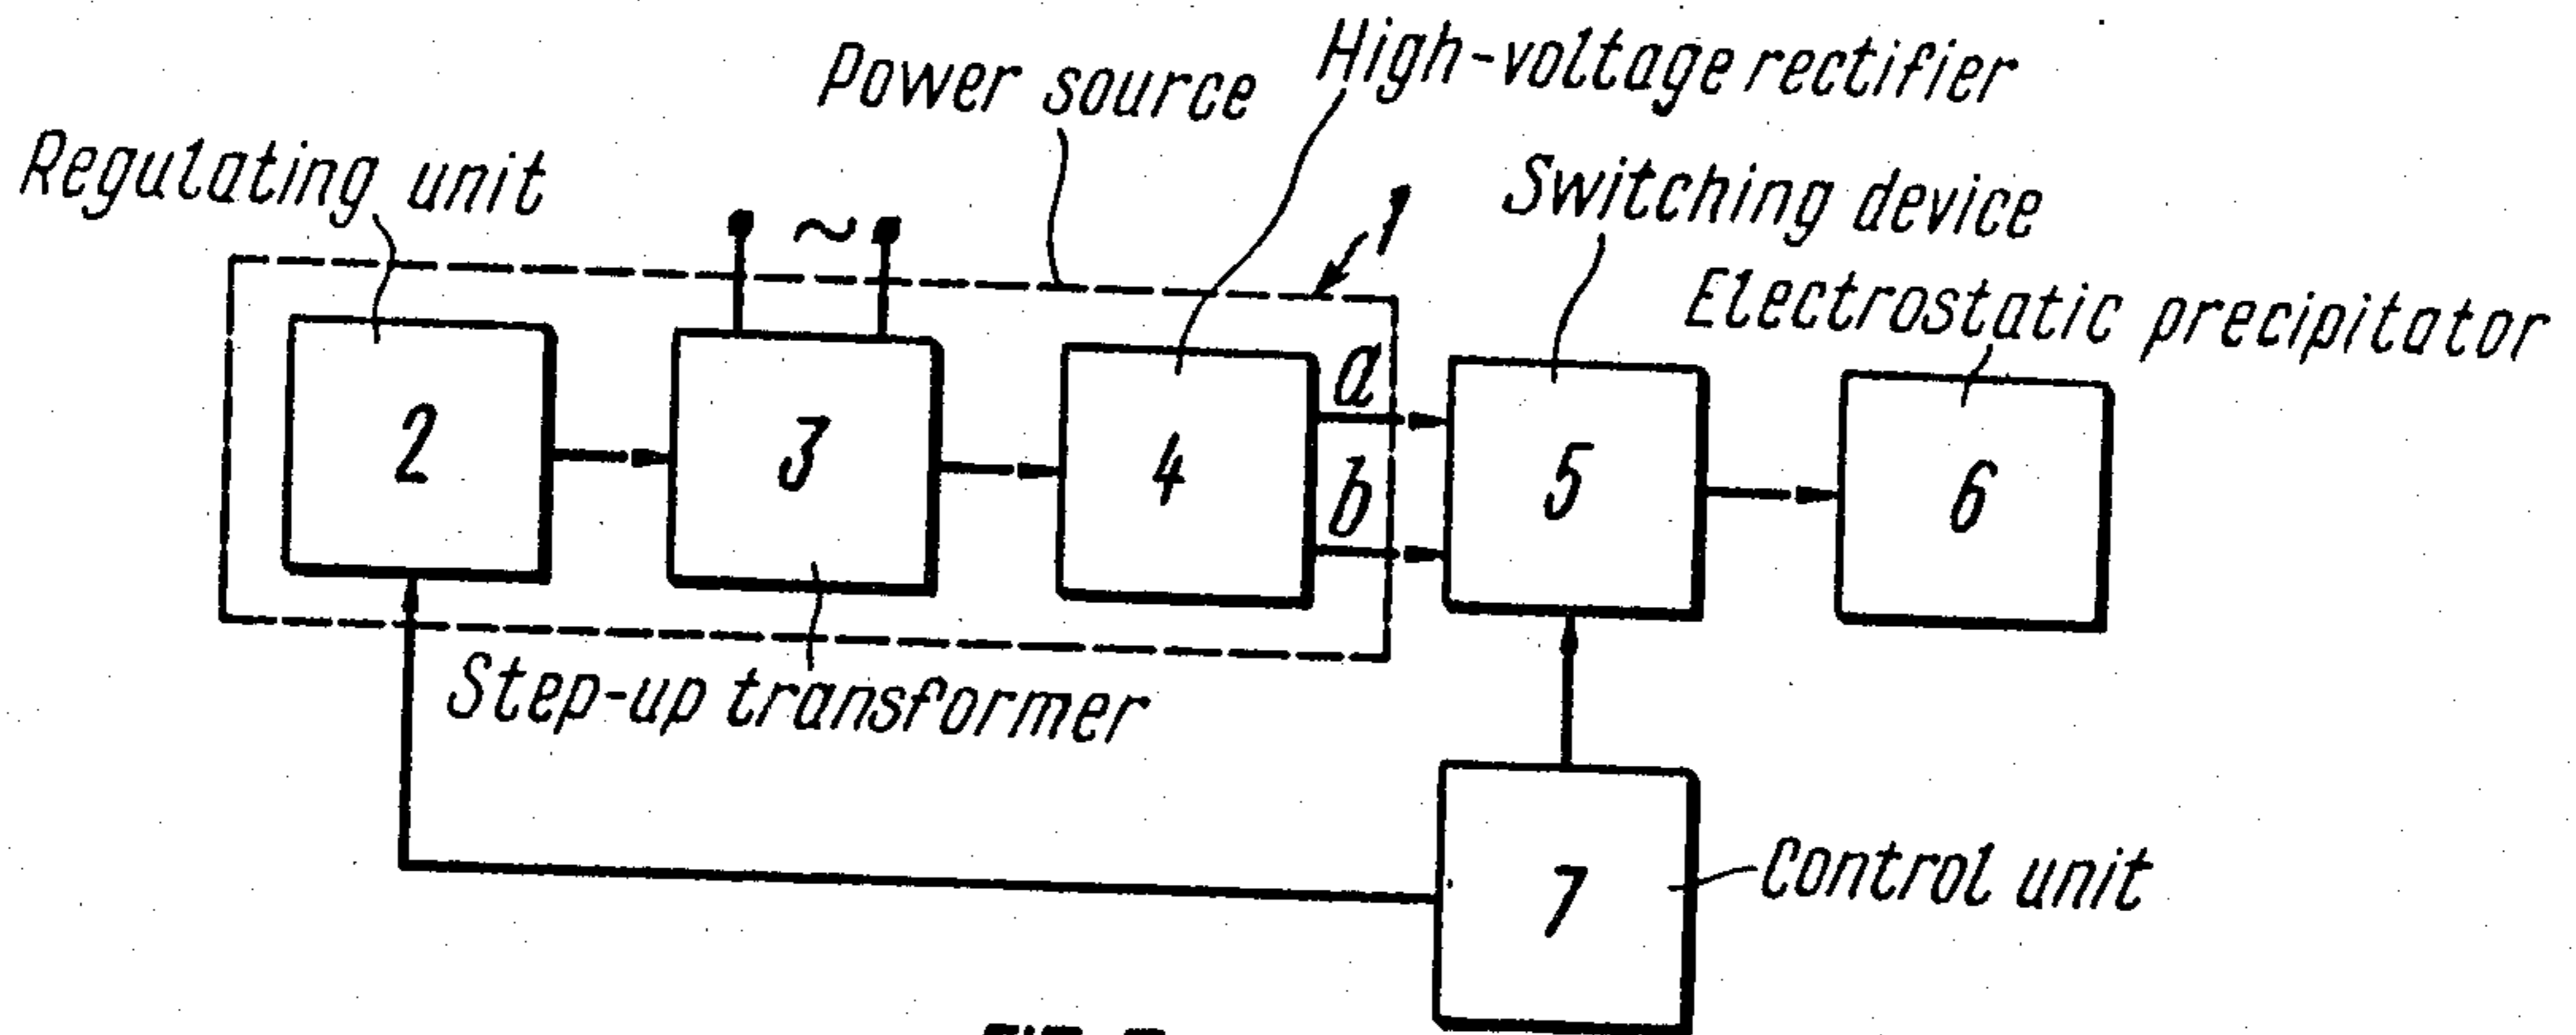 High-voltage rectifier
Power source
Regulating unit
Switching device
~
1
Electrostatic precipitator
a
b
2
3
4
5
6
Step-up transformer
7
Control unit